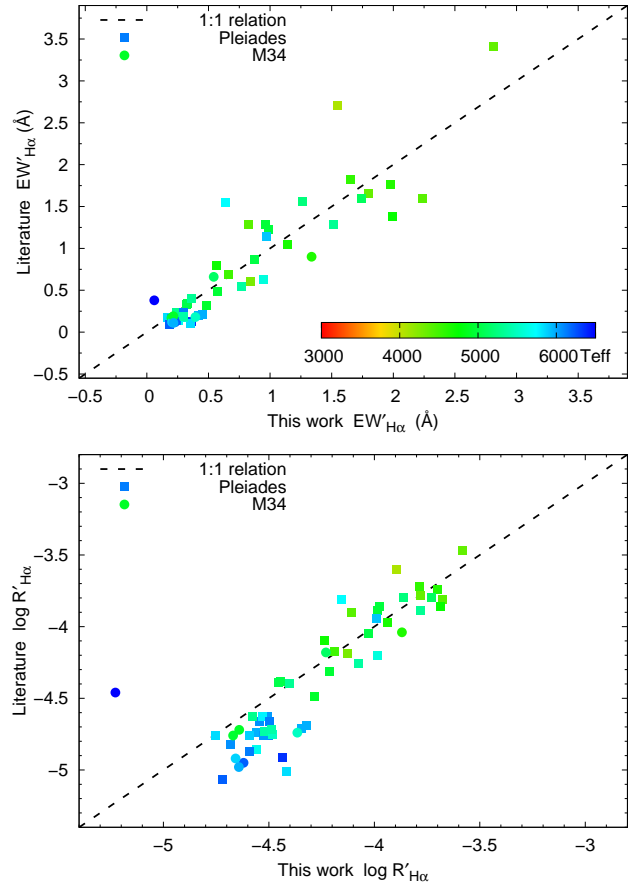 1:1 relation
Pleiades
M34
3.5
3
2.5
2
1.5
1
0.5
0
−0.5
Literature EW′Hα (Å)
3000 4000 5000 6000 Teff
−0.5 0 0.5 1 1.5 2 2.5 3 3.5
This work EW′Hα (Å)
1:1 relation
Pleiades
M34
−3
−3.5
−4
−4.5
−5
Literature log R′Hα
−5 −4.5 −4 −3.5 −3
This work log R′Hα